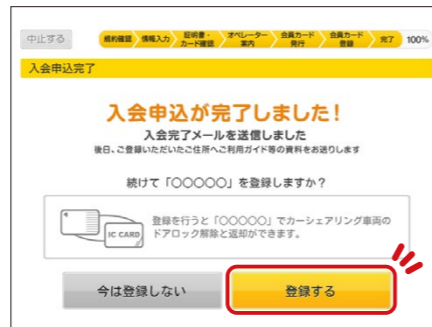 中止する
規約確認
情報入力
証明書・
カード確認
オペレーター
案内
会員カード
発行
会員カード
登録
完了
100%
入会申込完了
入会申込が完了しました!
入会完了メールを送信しました
後日、ご登録いただいたご住所へご利用ガイド等の資料をお送りします
続けて「〇〇〇〇〇」を登録しますか?
IC CARD
登録を行うと「〇〇〇〇〇」でカーシェアリング車両の
ドアロック解除と返却ができます。
今は登録しない
登録する